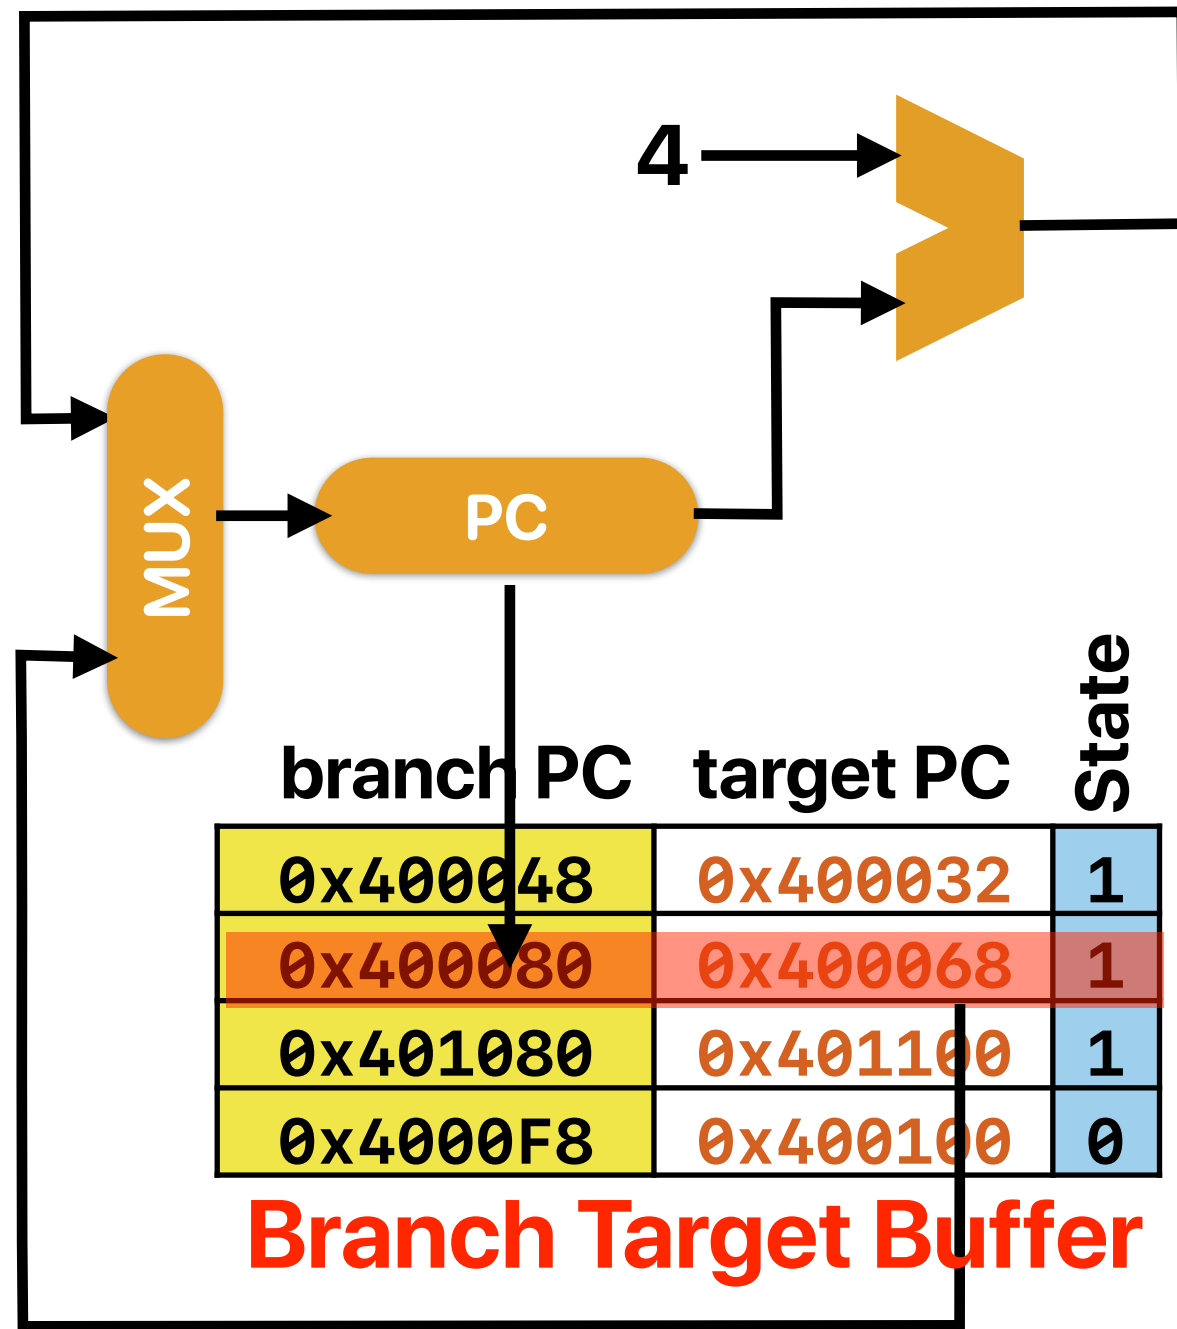 4
MUX
PC
State
branch PC target PC
0x400048 0x400032 1
0x400080 0x400068 1
0x401080 0x401100 1
0x4000F8 0x400100 0
Branch Target Buffer